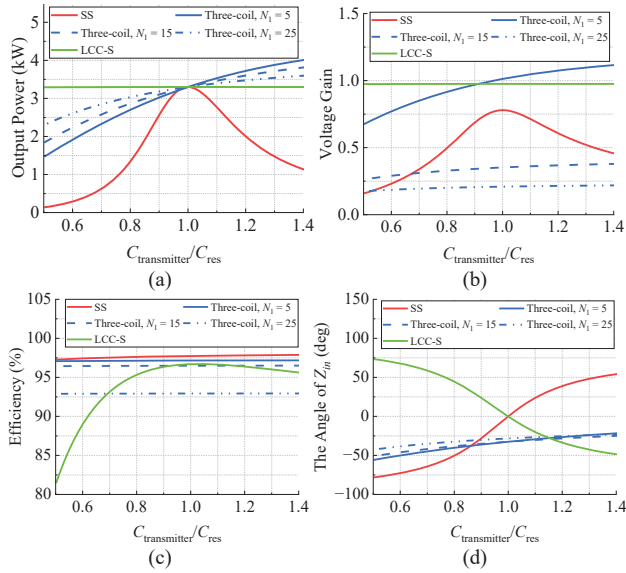 SS
Three-coil, N1 = 5
Three-coil, N1 = 15
Three-coil, N1 = 25
LCC-S
Output Power (kW)
5
4
3
2
1
0
0.6
0.8
1.0
1.2
1.4
Ctransmitter/Cres
(a)
SS
Three-coil, N1 = 5
Three-coil, N1 = 15
Three-coil, N1 = 25
LCC-S
Voltage Gain
1.5
1.0
0.5
0.0
0.6
0.8
1.0
1.2
1.4
Ctransmitter/Cres
(b)
SS
Three-coil, N1 = 5
Three-coil, N1 = 15
Three-coil, N1 = 25
LCC-S
Efficiency (%)
105
100
95
90
85
80
0.6
0.8
1.0
1.2
1.4
Ctransmitter/Cres
(c)
SS
Three-coil, N1 = 5
Three-coil, N1 = 15
Three-coil, N1 = 25
LCC-S
The Angle of Zin (deg)
150
100
50
0
−50
−100
0.6
0.8
1.0
1.2
1.4
Ctransmitter/Cres
(d)